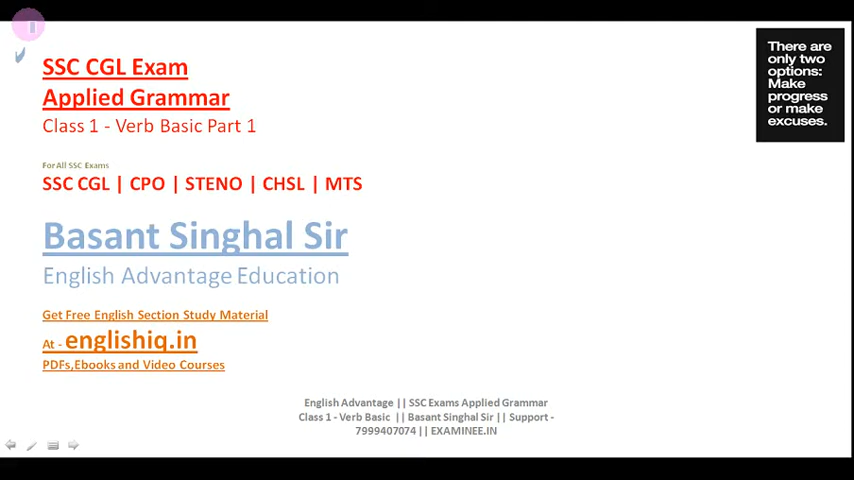 SSC CGL Exam
Applied Grammar
Class 1 - Verb Basic Part 1
For All SSC Exams
SSC CGL | CPO | STENO | CHSL | MTS
Basant Singhal Sir
English Advantage Education
Get Free English Section Study Material
At - englishiq.in
PDFs,Ebooks and Video Courses
There are
only two
options:
Make
progress
or make
excuses.
English Advantage || SSC Exams Applied Grammar
Class 1 - Verb Basic || Basant Singhal Sir || Support -
7999407074 || EXAMINEE.IN